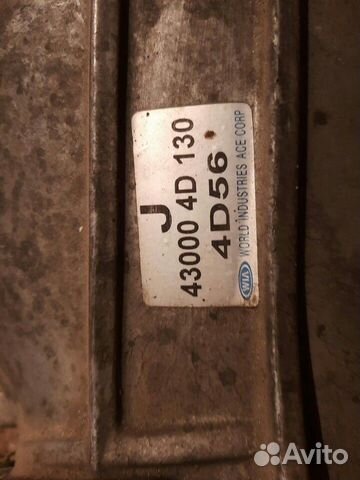 J
43000 4D 130
4D56
WIA WORLD INDUSTRIES ACE CORP
Avito